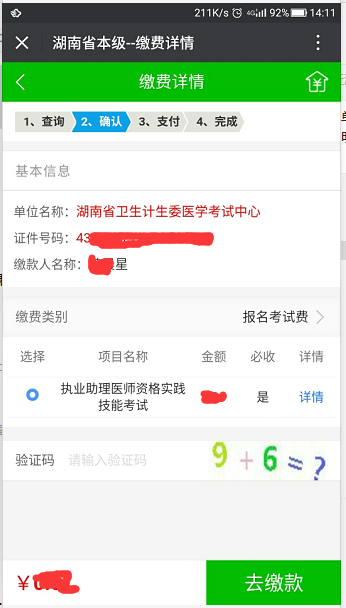 211K/s 4G 92% 14:11
湖南省本级--缴费详情
缴费详情
1、查询 2、确认 3、支付 4、完成
基本信息
单位名称：湖南省卫生计生委医学考试中心
证件号码：43
缴款人名称：星
缴费类别 报名考试费
选择 项目名称 金额 必收 详情
执业助理医师资格实践
技能考试 是 详情
验证码 请输入验证码 9 + 6 ≈ ?
¥ 去缴款